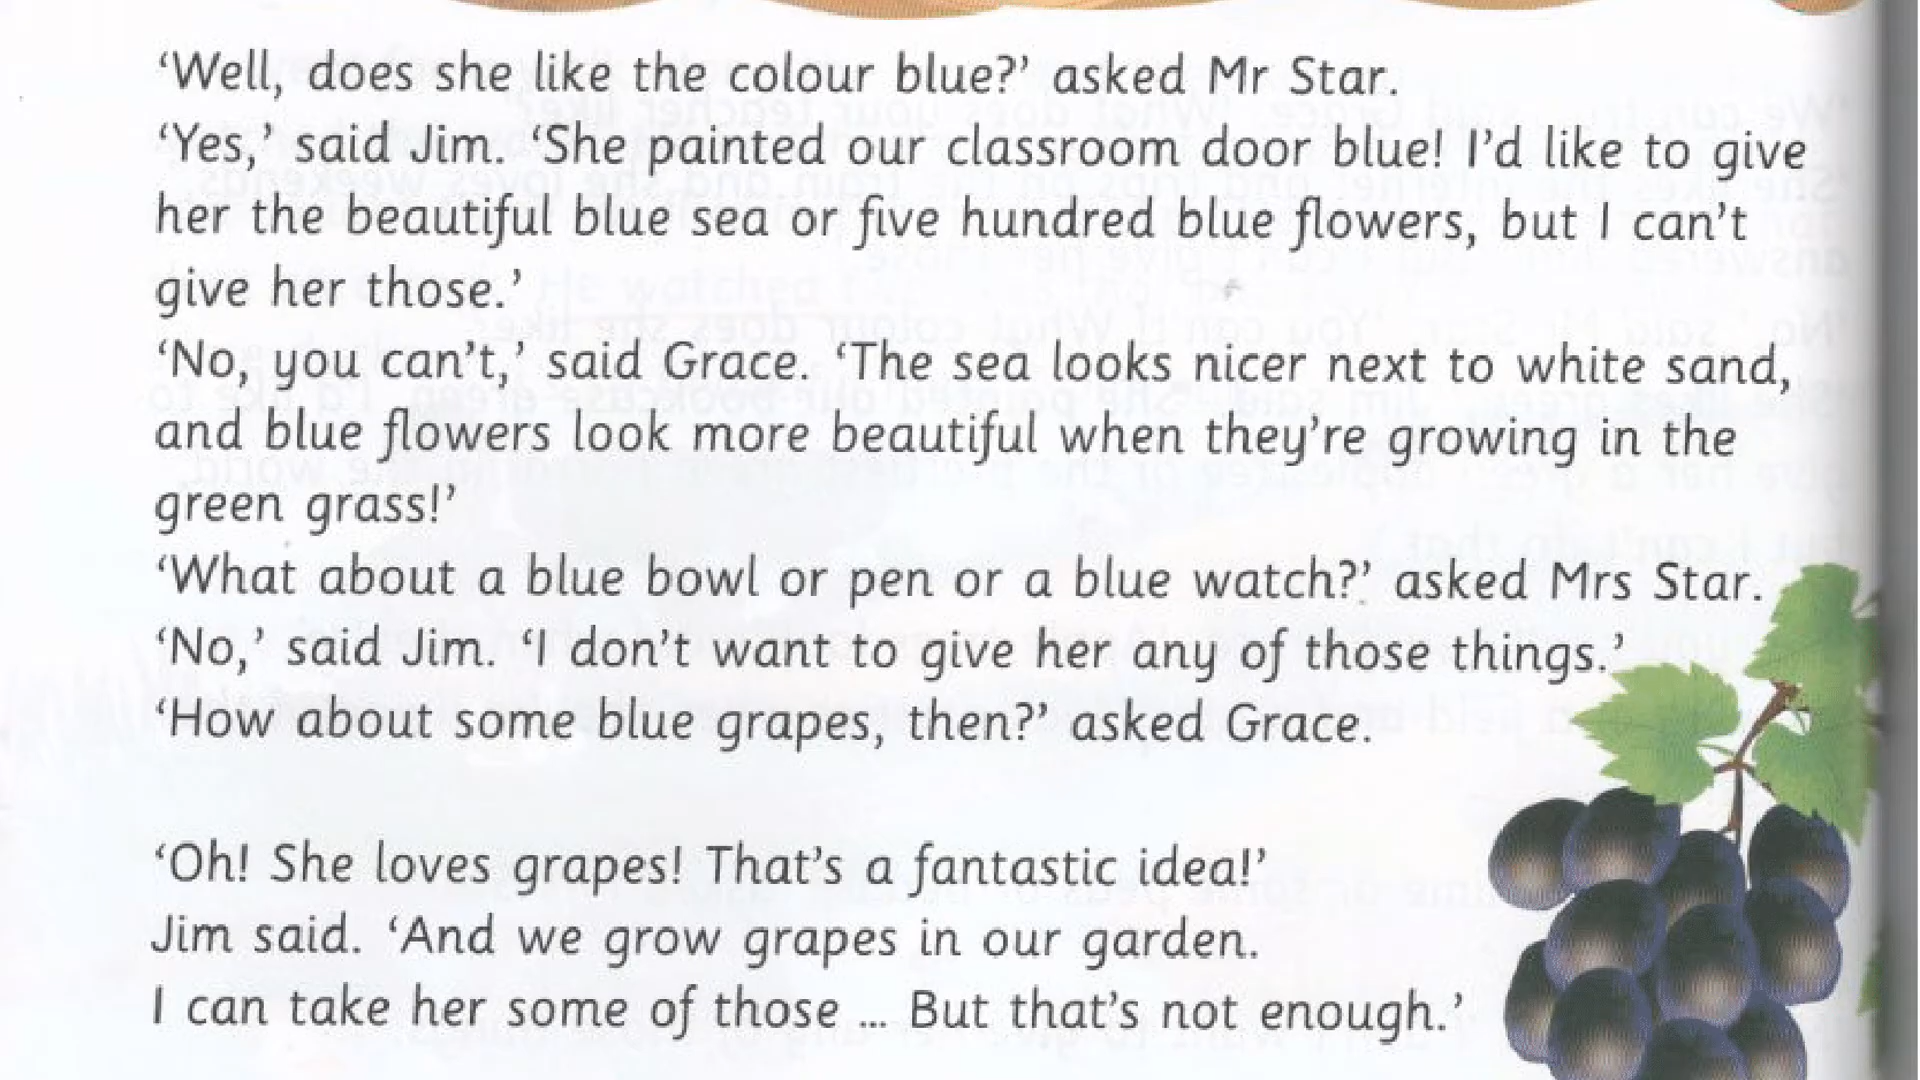 ‘Well, does she like the colour blue?’ asked Mr Star.
‘Yes,’ said Jim. ‘She painted our classroom door blue! I’d like to give
her the beautiful blue sea or five hundred blue flowers, but I can’t
give her those.’
‘No, you can’t,’ said Grace. ‘The sea looks nicer next to white sand,
and blue flowers look more beautiful when they’re growing in the
green grass!’
‘What about a blue bowl or pen or a blue watch?’ asked Mrs Star.
‘No,’ said Jim. ‘I don’t want to give her any of those things.’
‘How about some blue grapes, then?’ asked Grace.
‘Oh! She loves grapes! That’s a fantastic idea!’
Jim said. ‘And we grow grapes in our garden.
I can take her some of those ... But that’s not enough.’